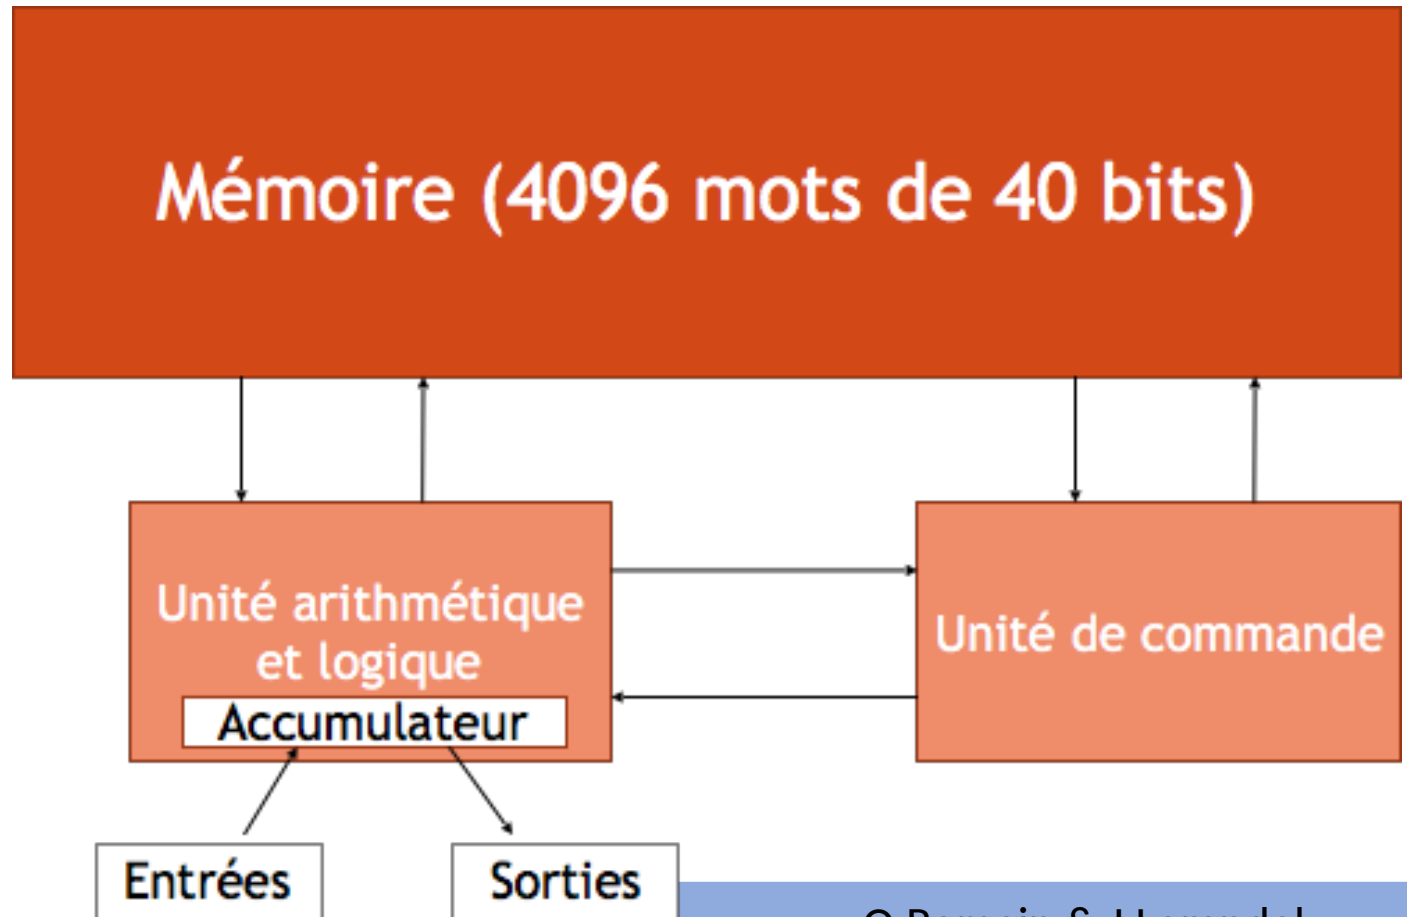 Mémoire (4096 mots de 40 bits)
Unité arithmétique
et logique
Unité de commande
Accumulateur
Entrées
Sorties